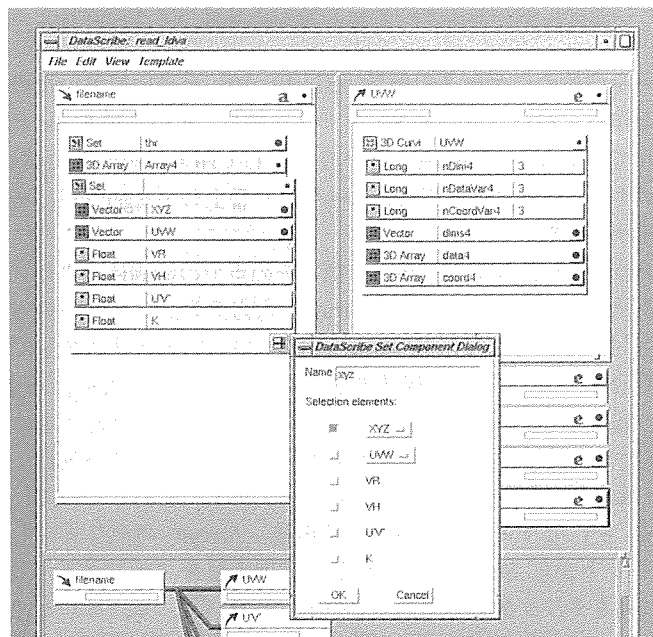 DataScribe: read_ldva
File Edit View Template
filename
a
Set thr
3D Array Array4
Set
Vector XYZ
Vector UVW
Float VR
Float VH
Float U'V'
Float K
UVW
e
3D Curvi UVW
Long nDim4 3
Long nDataVar4 3
Long nCoordVar4 3
Vector dims4
3D Array data4
3D Array coord4
e
e
e
e
DataScribe Set Component Dialog
Name xyz
Selection elements:
XYZ
UVW
VR
VH
U'V'
K
OK Cancel
filename
UVW
U'V'